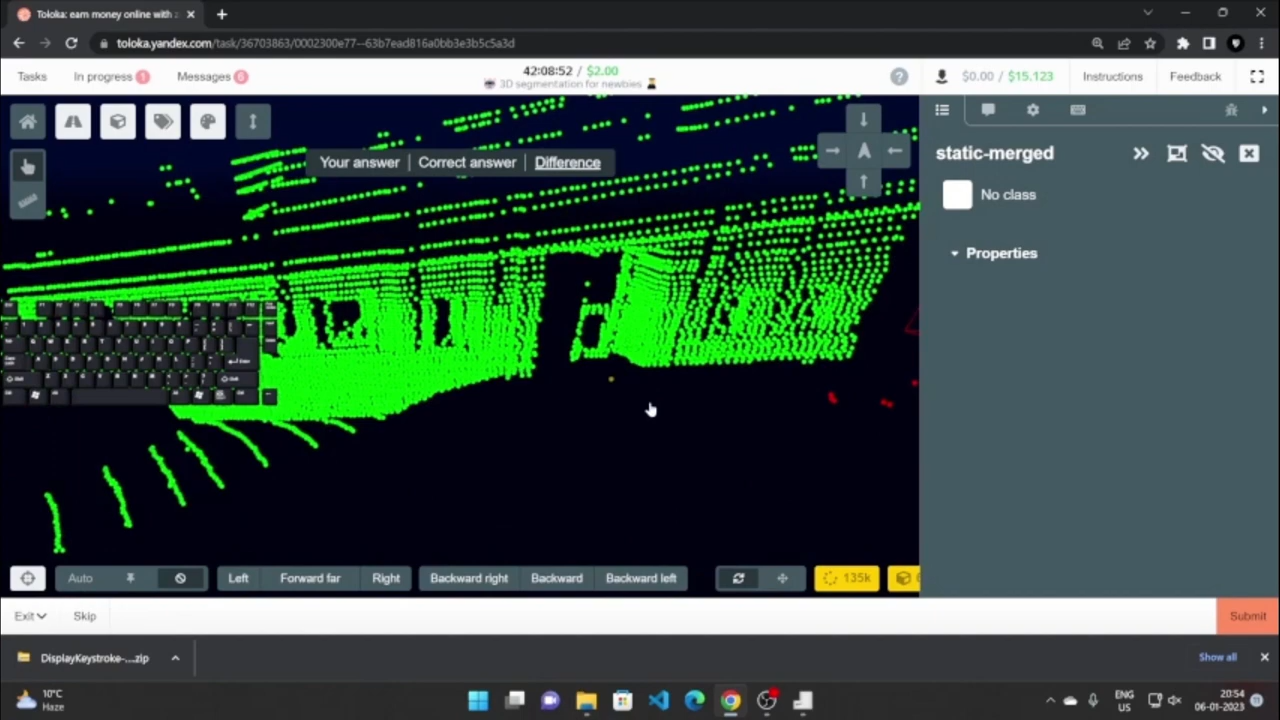 Toloka: earn money online with
toloka.yandex.com/task/36703863/0002300e77--63b7ead816a0bb3e3b5c5a3d
Tasks
In progress 1
Messages 6
42:08:52 / $2.00
3D segmentation for newbies
$0.00 / $15.123
Instructions
Feedback
Your answer
Correct answer
Difference
A
static-merged
No class
Properties
Auto
Left
Forward far
Right
Backward right
Backward
Backward left
135k
Exit
Skip
Submit
DisplayKeystroke-....zip
Show all
10°C
Haze
ENG
US
20:54
06-01-2023